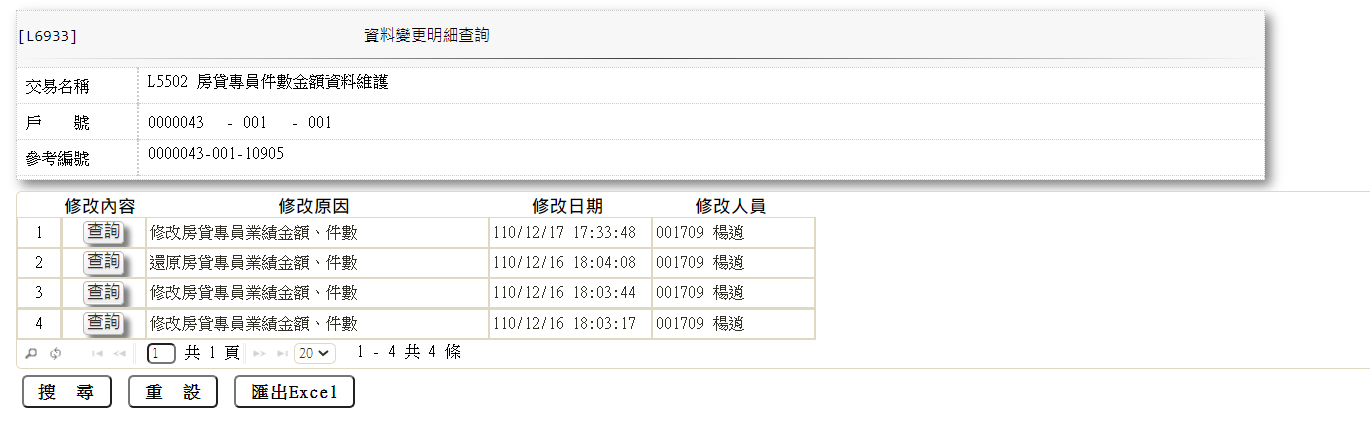 [L6933] 資料變更明細查詢
交易名稱 L5502 房貸專員件數金額資料維護
戶 號 0000043 - 001 - 001
參考編號 0000043-001-10905
修改內容 修改原因 修改日期 修改人員
1 查詢 修改房貸專員業績金額、件數 110/12/17 17:33:48 001709 楊逍
2 查詢 還原房貸專員業績金額、件數 110/12/16 18:04:08 001709 楊逍
3 查詢 修改房貸專員業績金額、件數 110/12/16 18:03:44 001709 楊逍
4 查詢 修改房貸專員業績金額、件數 110/12/16 18:03:17 001709 楊逍
1 共 1 頁 20 1 - 4 共 4 條
搜 尋 重 設 匯出Excel